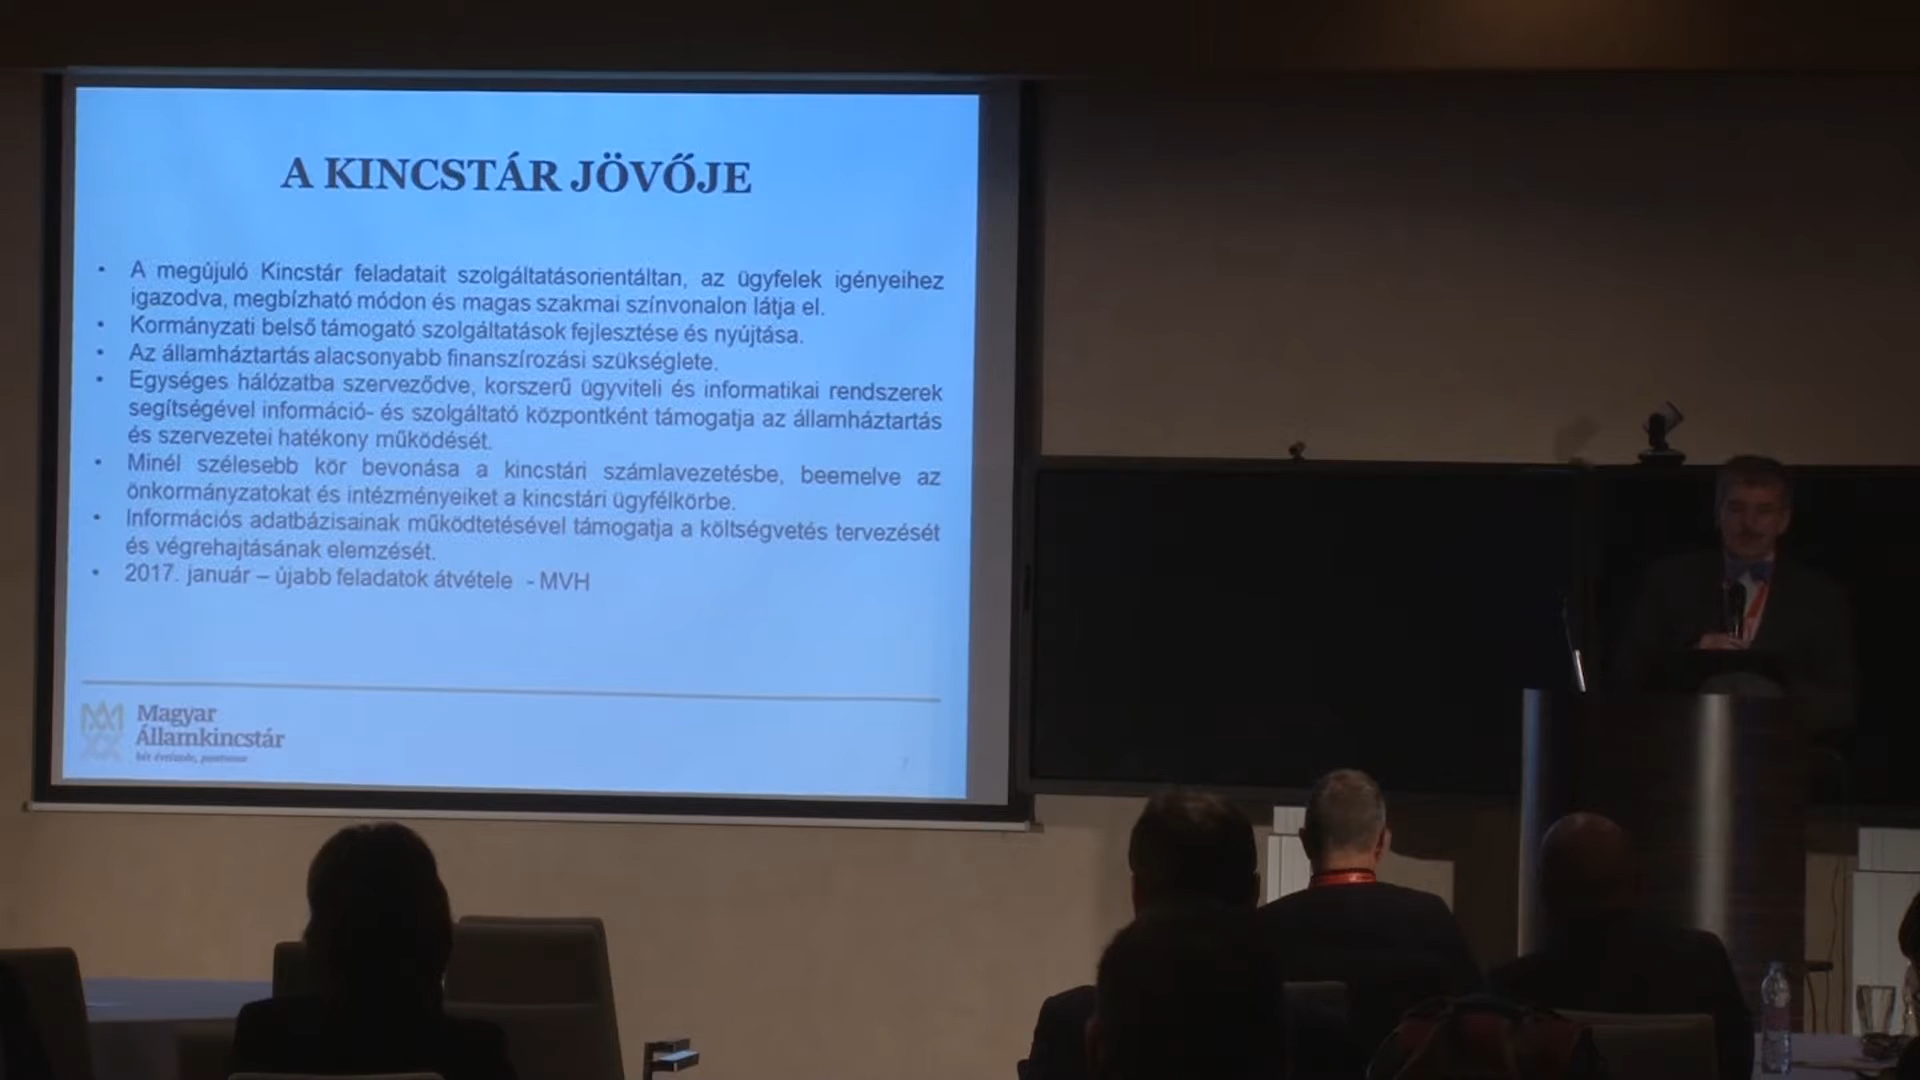 A KINCSTÁR JÖVŐJE
• A megújuló Kincstár feladatait szolgáltatásorientáltan, az ügyfelek igényeihez
igazodva, megbízható módon és magas szakmai színvonalon látja el.
• Kormányzati belső támogató szolgáltatások fejlesztése és nyújtása.
• Az államháztartás alacsonyabb finanszírozási szükséglete.
• Egységes hálózatba szerveződve, korszerű ügyviteli és informatikai rendszerek
segítségével információ- és szolgáltató központként támogatja az államháztartás
és szervezetei hatékony működését.
• Minél szélesebb kör bevonása a kincstári számlavezetésbe, beemelve az
önkormányzatokat és intézményeiket a kincstári ügyfélkörbe.
• Információs adatbázisainak működtetésével támogatja a költségvetés tervezését
és végrehajtásának elemzését.
• 2017. január – újabb feladatok átvétele - MVH
Magyar
Államkincstár